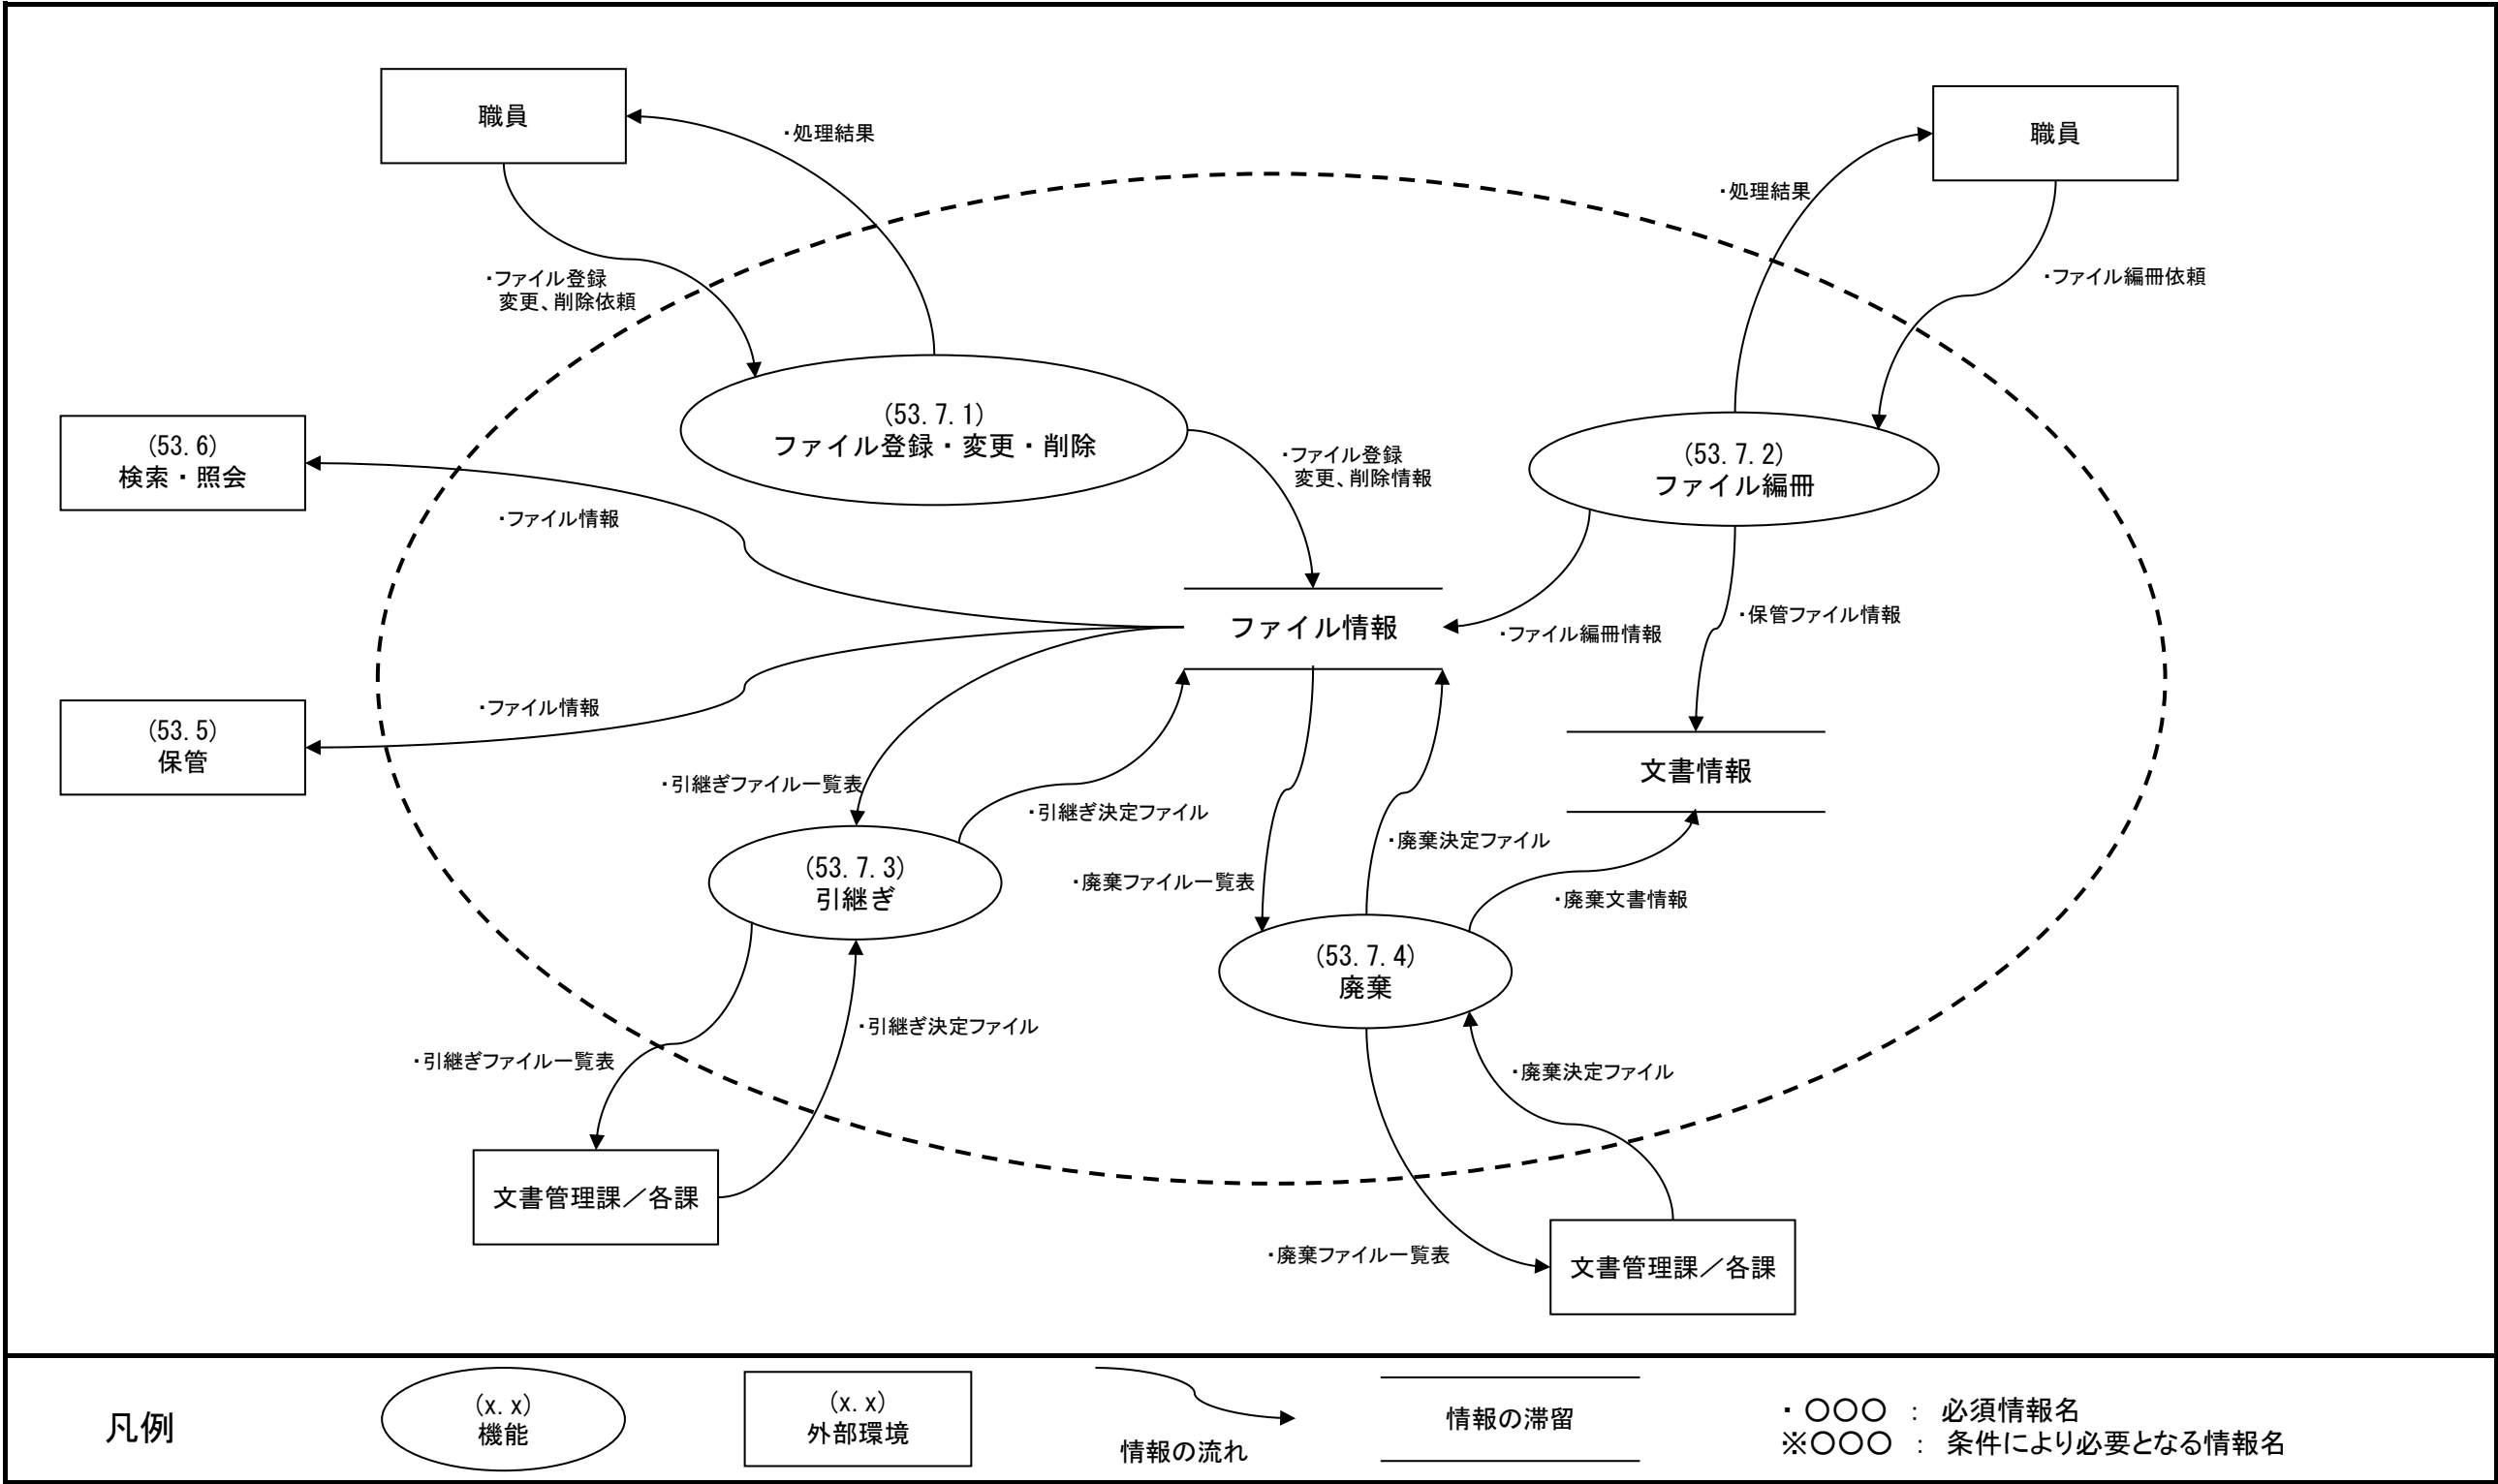 職員
・処理結果
職員
・処理結果
・ファイル登録
変更、削除依頼
・ファイル編冊依頼
(53.7.1)
ファイル登録・変更・削除
(53.6)
検索・照会
・ファイル登録
変更、削除情報
(53.7.2)
ファイル編冊
・ファイル情報
ファイル情報
・ファイル編冊情報
・保管ファイル情報
・ファイル情報
(53.5)
保管
文書情報
・引継ぎファイル一覧表
・引継ぎ決定ファイル
・廃棄決定ファイル
(53.7.3)
引継ぎ
・廃棄ファイル一覧表
・廃棄文書情報
(53.7.4)
廃棄
・引継ぎ決定ファイル
・引継ぎファイル一覧表
・廃棄決定ファイル
文書管理課／各課
・廃棄ファイル一覧表
文書管理課／各課
凡例
(x.x)
機能
(x.x)
外部環境
情報の流れ
情報の滞留
・〇〇〇 : 必須情報名
※〇〇〇 : 条件により必要となる情報名